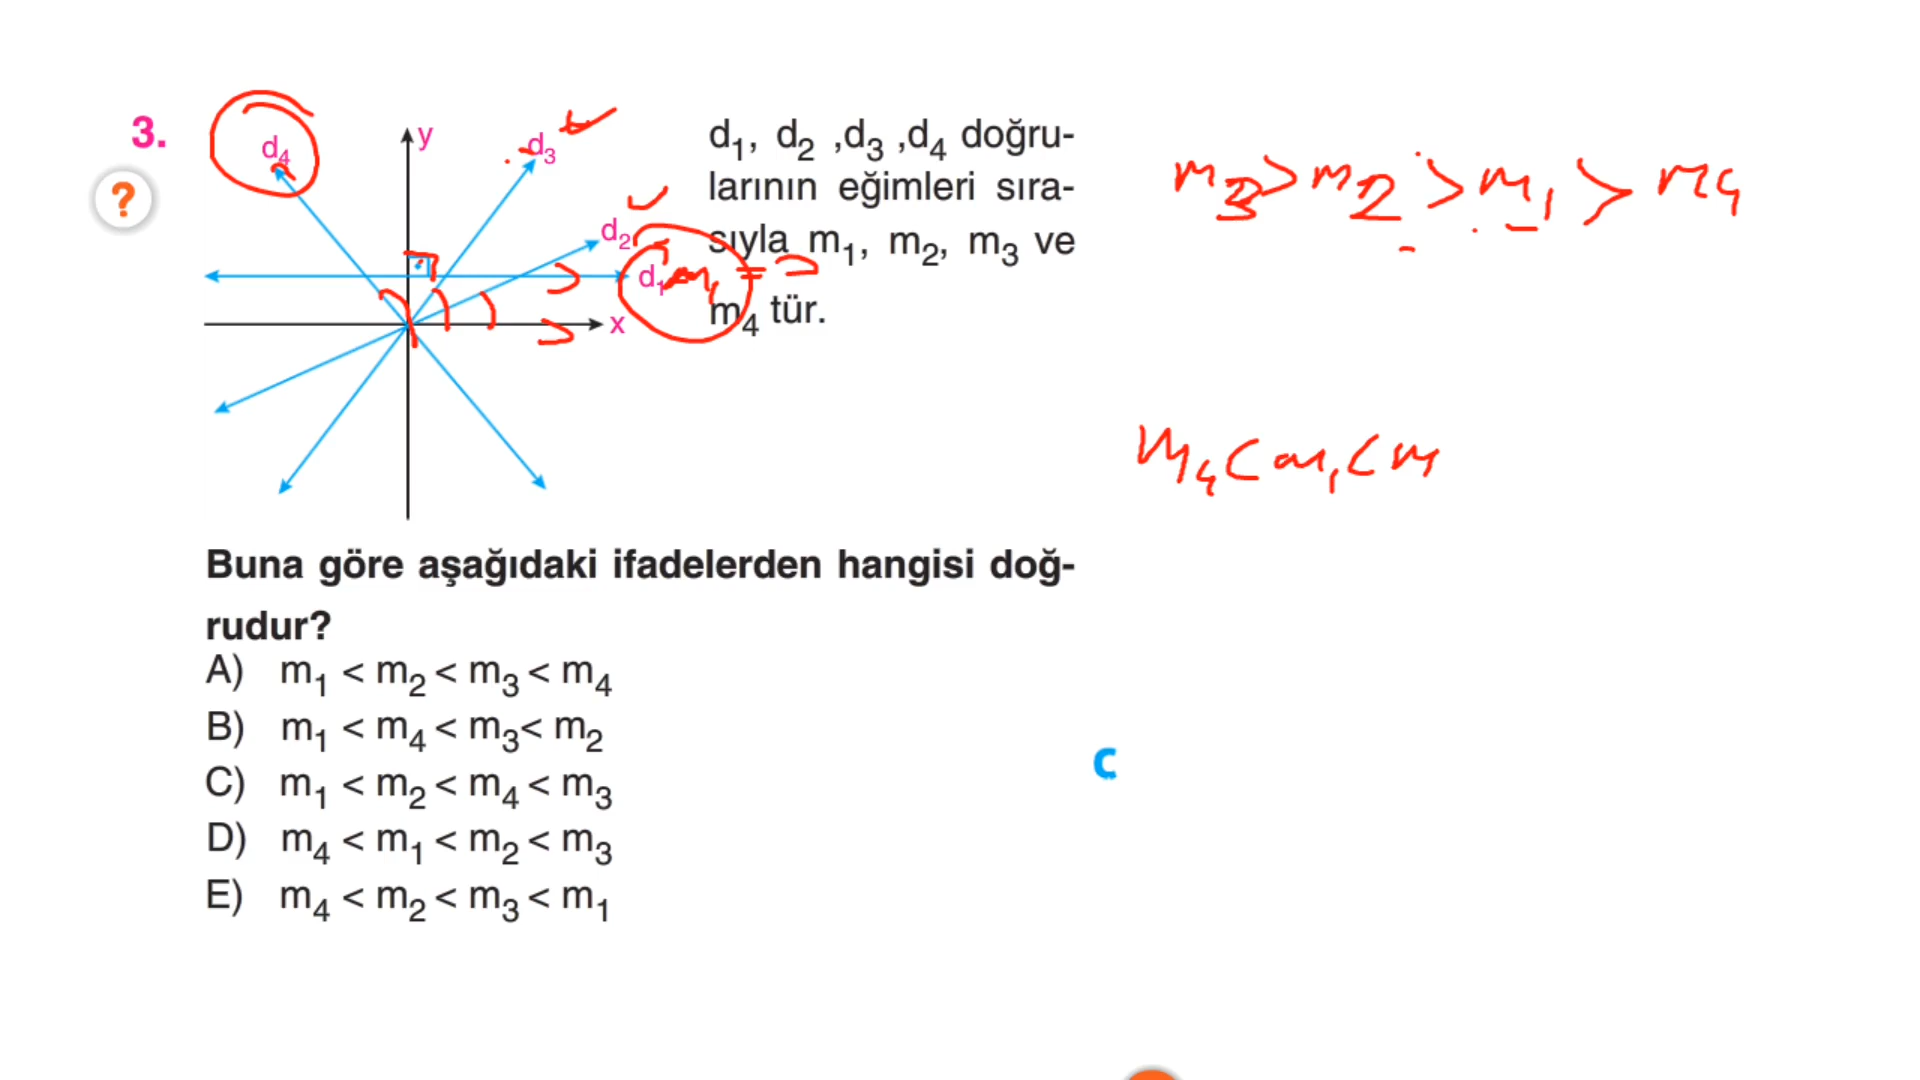 3.
?
d₄
y
d₃
d₂
d₁
x
d₁, d₂ ,d₃ ,d₄ doğru-
larının eğimleri sıra-
sıyla m₁, m₂, m₃ ve
m₄ tür.
m₁ = 0
m₃ > m₂ > m₁ > m₄
m₄ < m₁ < m
Buna göre aşağıdaki ifadelerden hangisi doğ-
rudur?
A) m₁ < m₂ < m₃ < m₄
B) m₁ < m₄ < m₃< m₂
C) m₁ < m₂ < m₄ < m₃
D) m₄ < m₁ < m₂ < m₃
E) m₄ < m₂ < m₃ < m₁
C